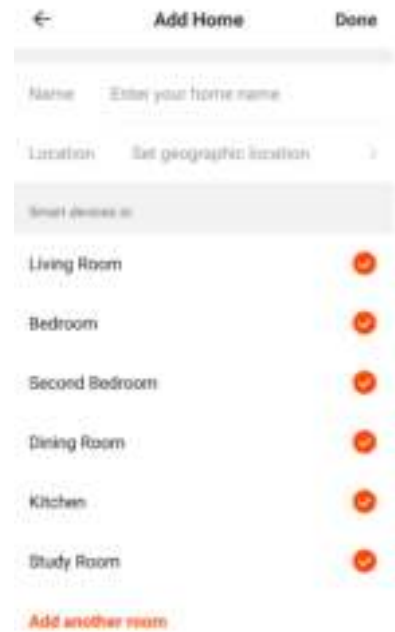 Add Home Done
Name Enter your home name
Location Set geographic location
Smart devices in
Living Room
Bedroom
Second Bedroom
Dining Room
Kitchen
Study Room
Add another room